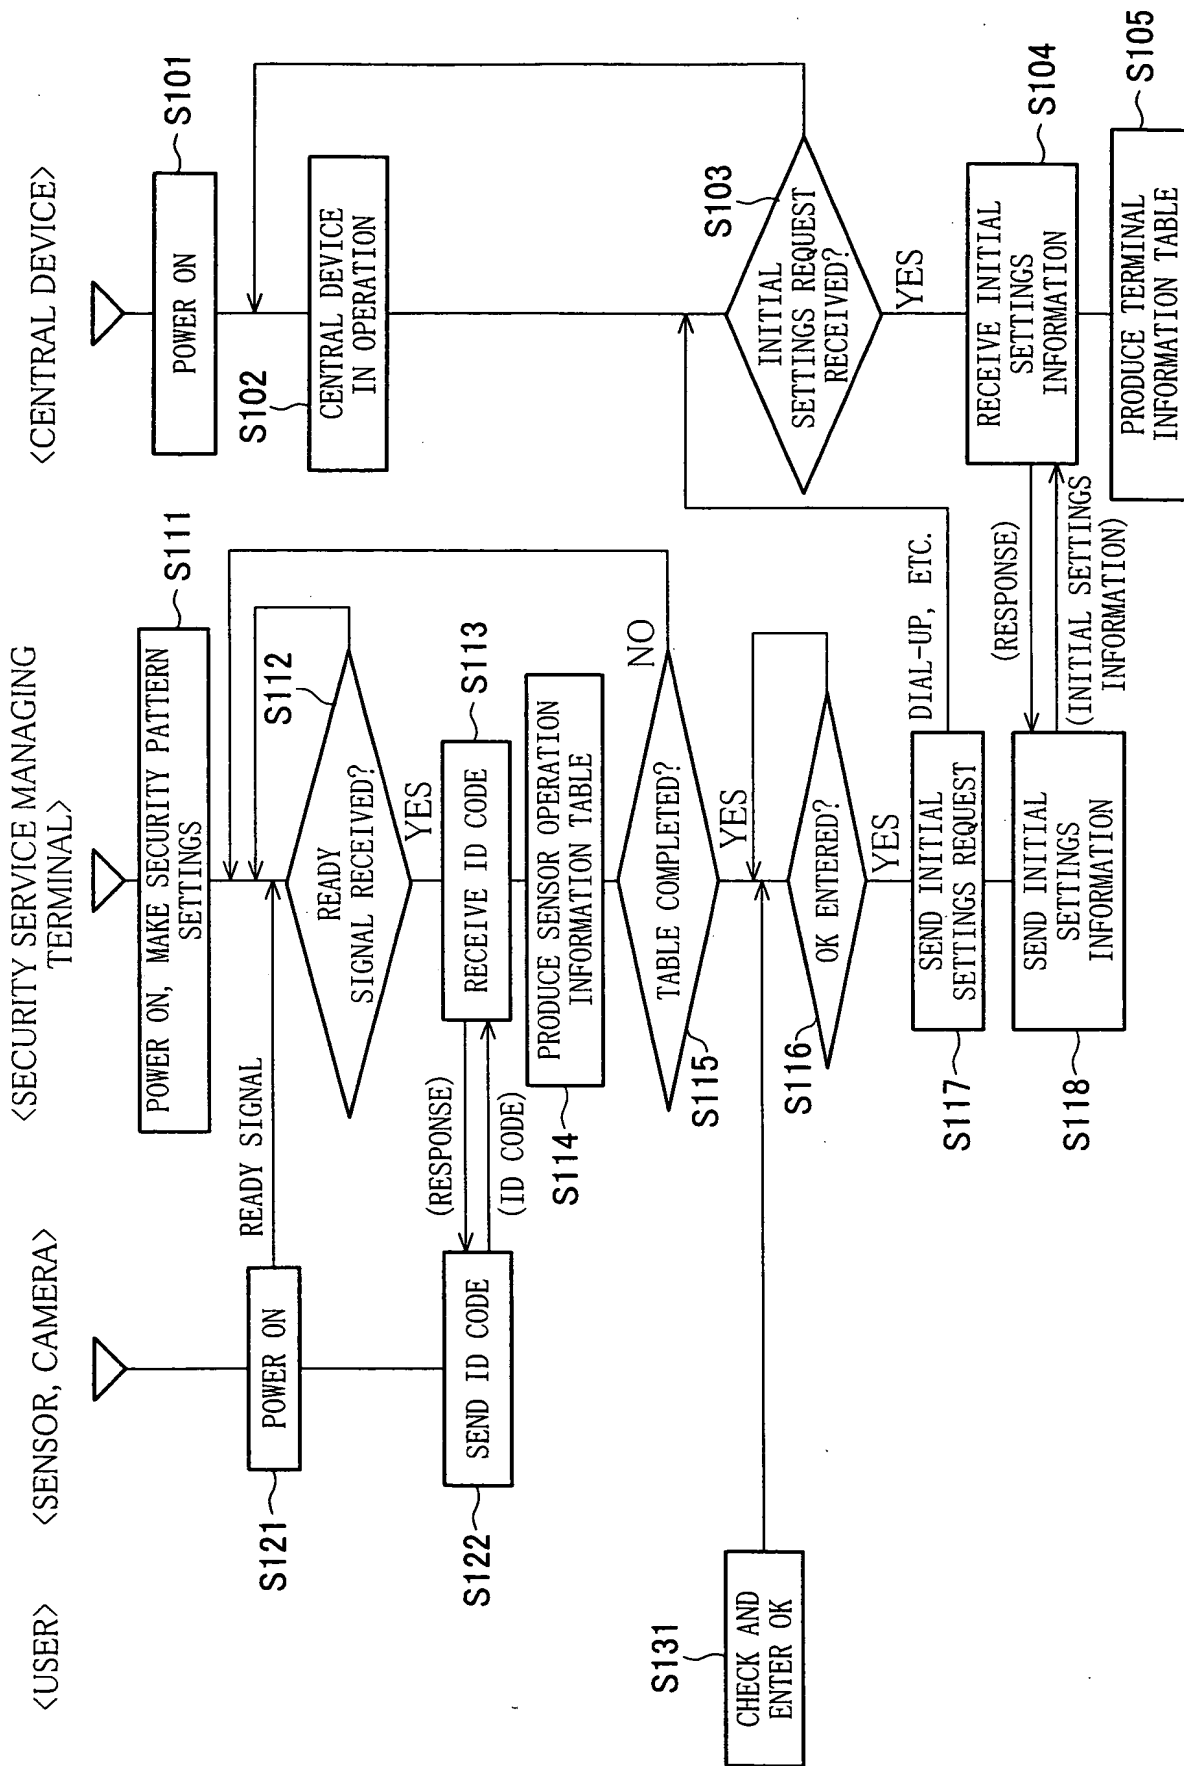 <USER>
<SENSOR, CAMERA>
<SECURITY SERVICE MANAGING
TERMINAL>
<CENTRAL DEVICE>
S131
CHECK AND
ENTER OK
S121
POWER ON
READY SIGNAL
S122
SEND ID CODE
(RESPONSE)
(ID CODE)
S111
POWER ON, MAKE SECURITY PATTERN
SETTINGS
S112
READY
SIGNAL RECEIVED?
YES
S113
RECEIVE ID CODE
S114
PRODUCE SENSOR OPERATION
INFORMATION TABLE
S115
TABLE COMPLETED?
NO
YES
S116
OK ENTERED?
YES
S117
SEND INITIAL
SETTINGS REQUEST
DIAL-UP, ETC.
S118
SEND INITIAL
SETTINGS
INFORMATION
(RESPONSE)
(INITIAL SETTINGS
INFORMATION)
S101
POWER ON
S102
CENTRAL DEVICE
IN OPERATION
S103
INITIAL
SETTINGS REQUEST
RECEIVED?
YES
S104
RECEIVE INITIAL
SETTINGS
INFORMATION
S105
PRODUCE TERMINAL
INFORMATION TABLE